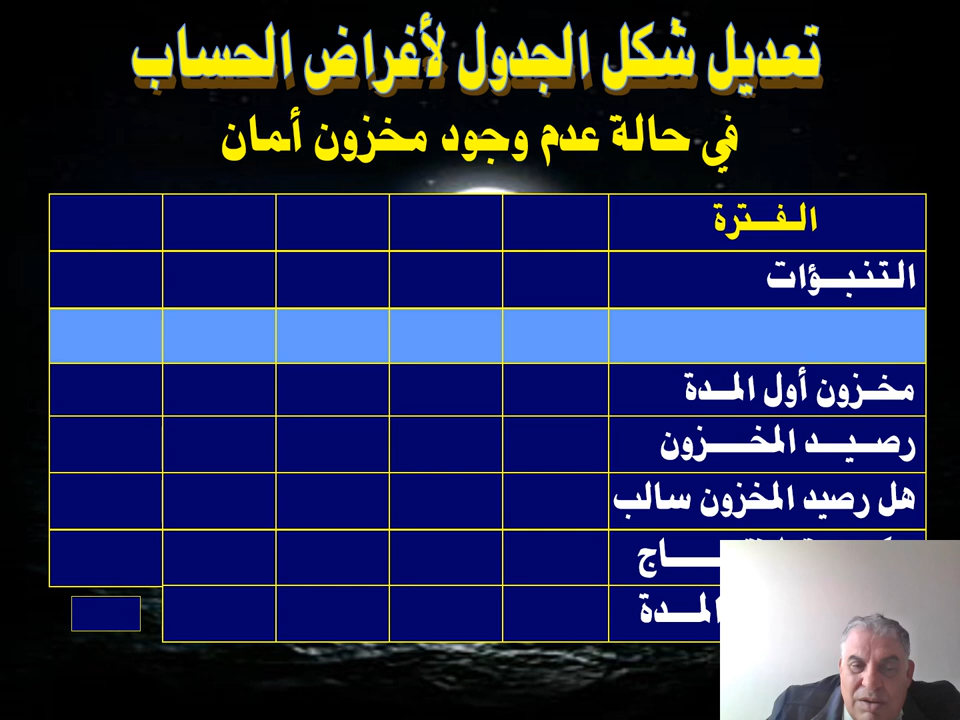 تعديل شكل الجدول لأغراض الحساب
في حالة عدم وجود مخزون أمان
الفترة
التنبؤات
مخزون أول المدة
رصيد المخزون
هل رصيد المخزون سالب
المدة